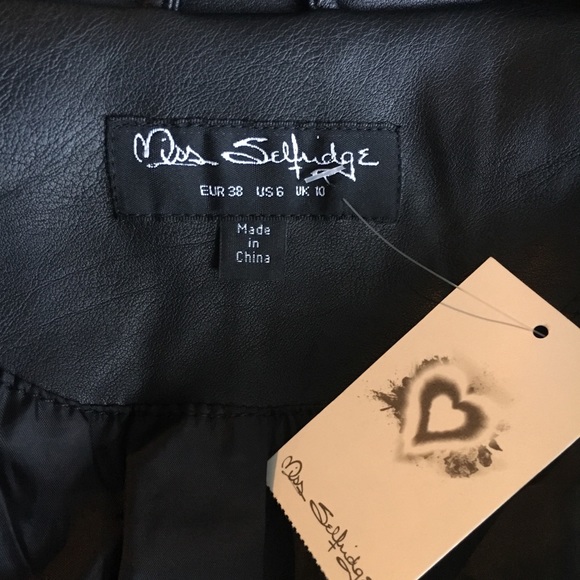 Miss Selfridge
EUR 38 US 6 UK 10
Made
in
China
Miss Selfridge